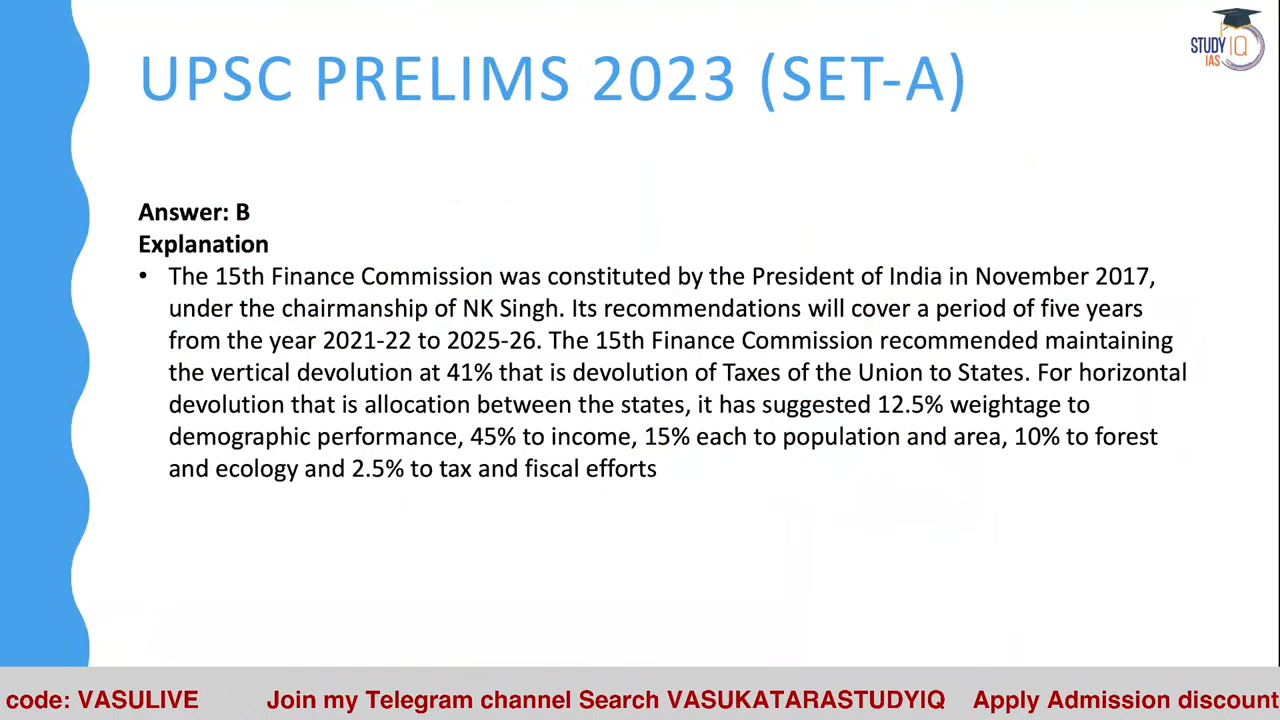 UPSC PRELIMS 2023 (SET-A)
STUDY IQ
IAS
Answer: B
Explanation
• The 15th Finance Commission was constituted by the President of India in November 2017,
under the chairmanship of NK Singh. Its recommendations will cover a period of five years
from the year 2021-22 to 2025-26. The 15th Finance Commission recommended maintaining
the vertical devolution at 41% that is devolution of Taxes of the Union to States. For horizontal
devolution that is allocation between the states, it has suggested 12.5% weightage to
demographic performance, 45% to income, 15% each to population and area, 10% to forest
and ecology and 2.5% to tax and fiscal efforts
code: VASULIVE Join my Telegram channel Search VASUKATARASTUDYIQ Apply Admission discount